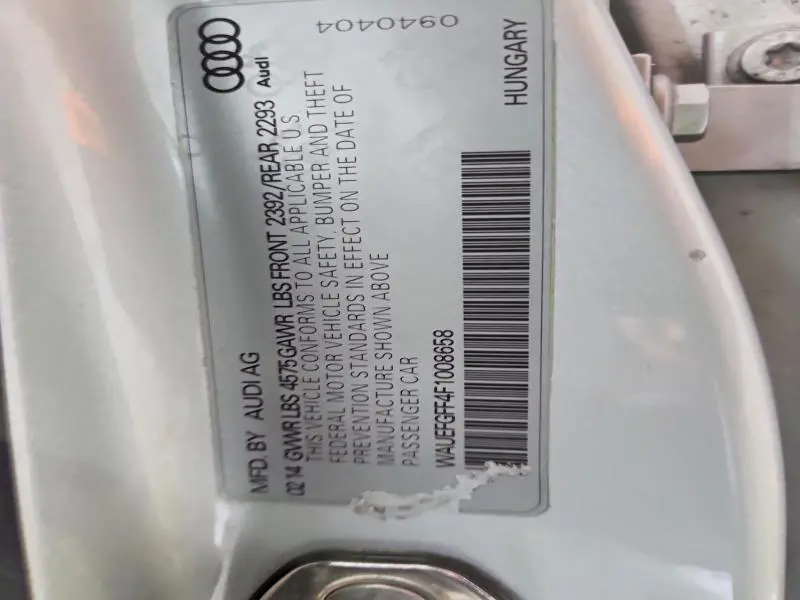 MFD. BY AUDI AG
02 14 GVWR LBS 4575 GAWR LBS FRONT 2392/REAR 2293
THIS VEHICLE CONFORMS TO ALL APPLICABLE U.S.
FEDERAL MOTOR VEHICLE SAFETY, BUMPER AND THEFT
PREVENTION STANDARDS IN EFFECT ON THE DATE OF
MANUFACTURE SHOWN ABOVE
PASSENGER CAR
WAUEFGFF4F1008658
Audi
HUNGARY
0940404